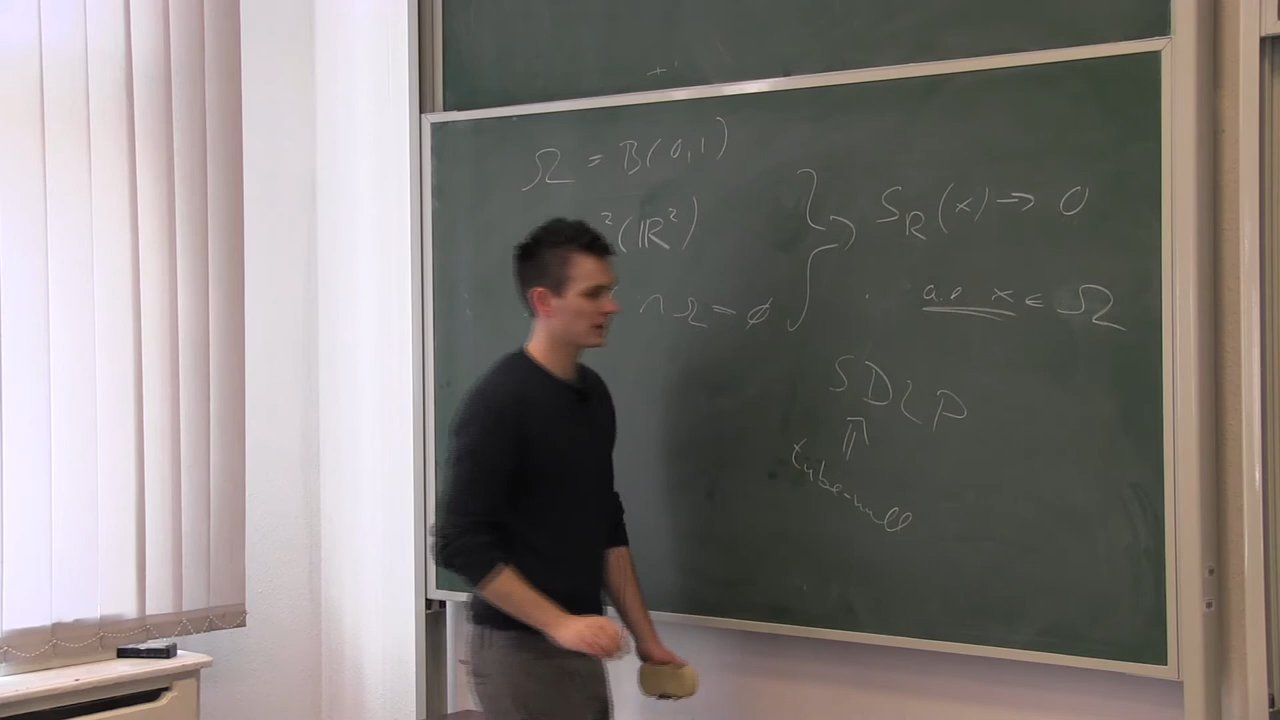 Ω = B(0,1)
²(ℝ²)
∩ Ω = ∅
S_R(x) → 0
a.e x ∈ Ω
SDLP
⇑
tube-null